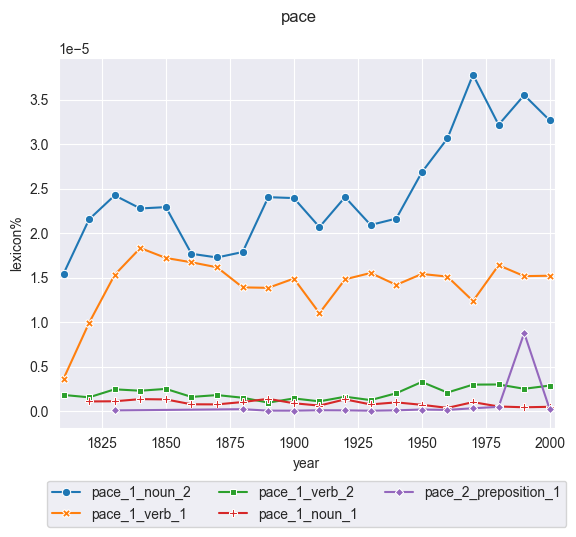 pace
1e−5
3.5
3.0
2.5
2.0
1.5
1.0
0.5
0.0
lexicon%
1825 1850 1875 1900 1925 1950 1975 2000
year
pace_1_noun_2 pace_1_verb_2 pace_2_preposition_1
pace_1_verb_1 pace_1_noun_1